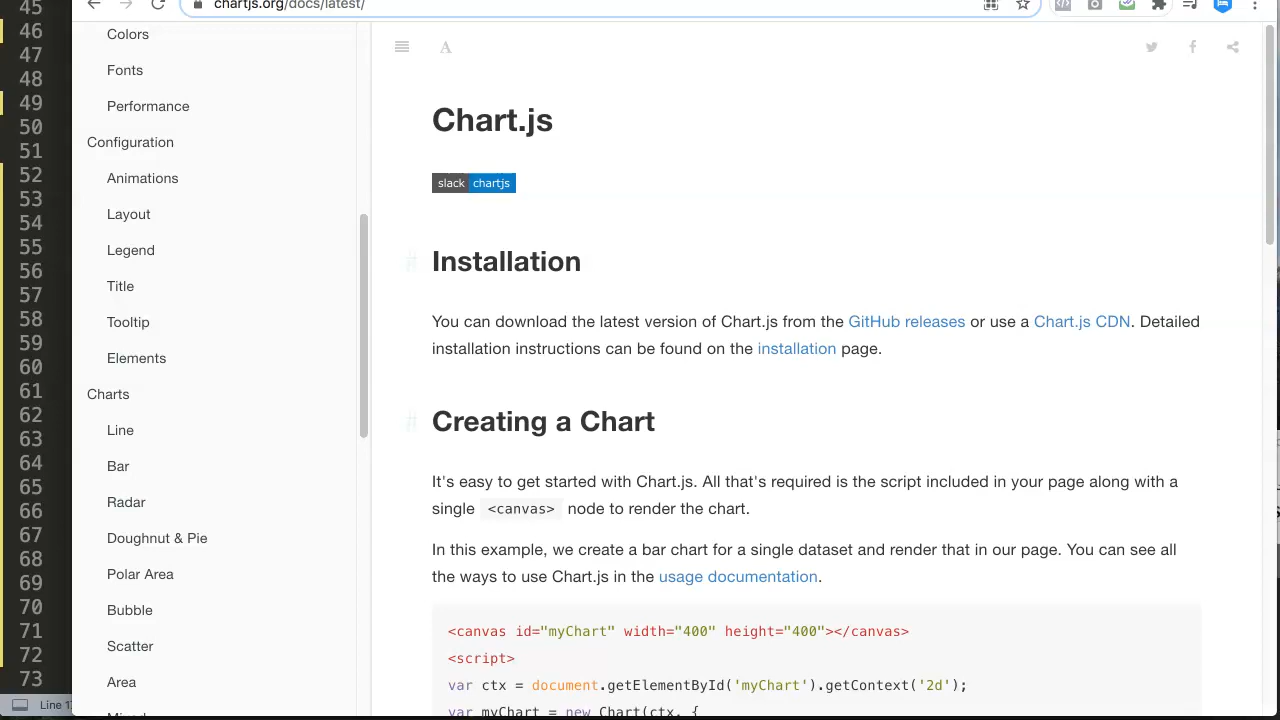 chartjs.org/docs/latest/
45
46
47
48
49
50
51
52
53
54
55
56
57
58
59
60
61
62
63
64
65
66
67
68
69
70
71
72
73
Colors
Fonts
Performance
Configuration
Animations
Layout
Legend
Title
Tooltip
Elements
Charts
Line
Bar
Radar
Doughnut & Pie
Polar Area
Bubble
Scatter
Area
A
Chart.js
slack chartjs
# Installation
You can download the latest version of Chart.js from the GitHub releases or use a Chart.js CDN. Detailed
installation instructions can be found on the installation page.
# Creating a Chart
It's easy to get started with Chart.js. All that's required is the script included in your page along with a
single <canvas> node to render the chart.
In this example, we create a bar chart for a single dataset and render that in our page. You can see all
the ways to use Chart.js in the usage documentation.
<canvas id="myChart" width="400" height="400"></canvas>
<script>
var ctx = document.getElementById('myChart').getContext('2d');
var myChart = new Chart(ctx, {
Line